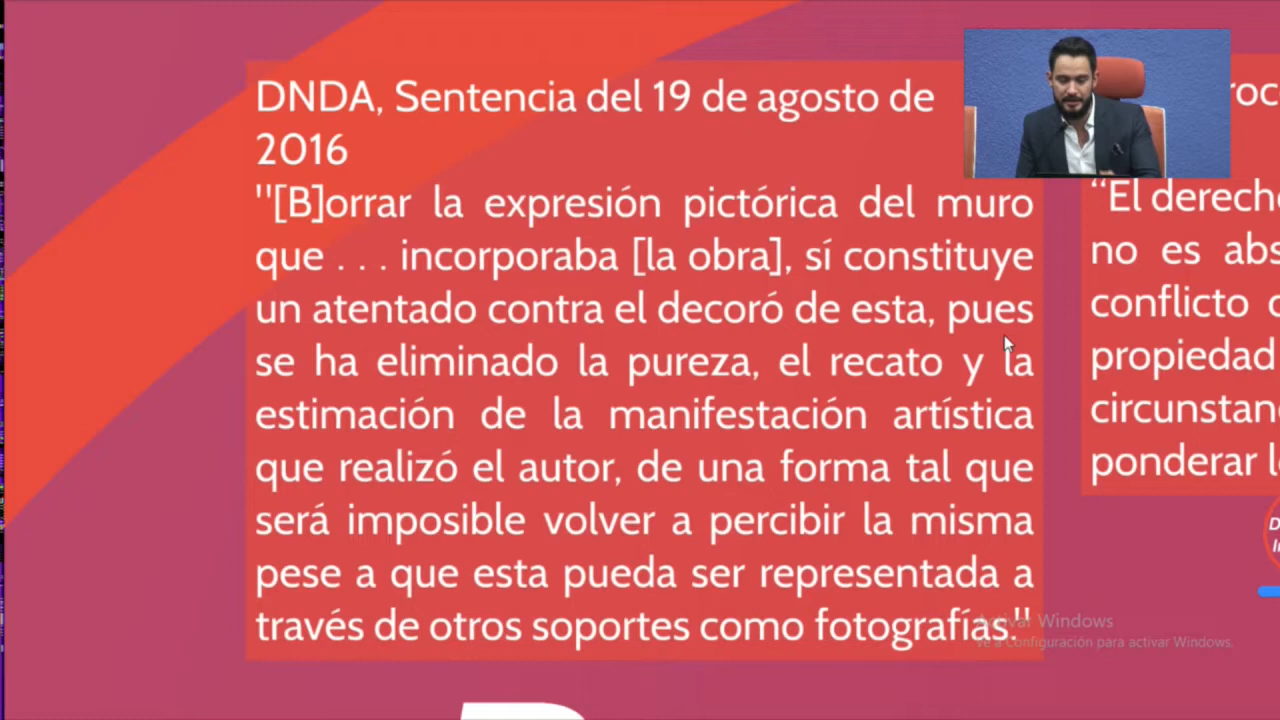 DNDA, Sentencia del 19 de agosto de
2016
"[B]orrar la expresión pictórica del muro
que . . . incorporaba [la obra], sí constituye
un atentado contra el decoró de esta, pues
se ha eliminado la pureza, el recato y la
estimación de la manifestación artística
que realizó el autor, de una forma tal que
será imposible volver a percibir la misma
pese a que esta pueda ser representada a
través de otros soportes como fotografías."
"El derecho
no es
conflicto
propiedad
ponderar
Activar Windows
Ve a Configuración para activar Windows.